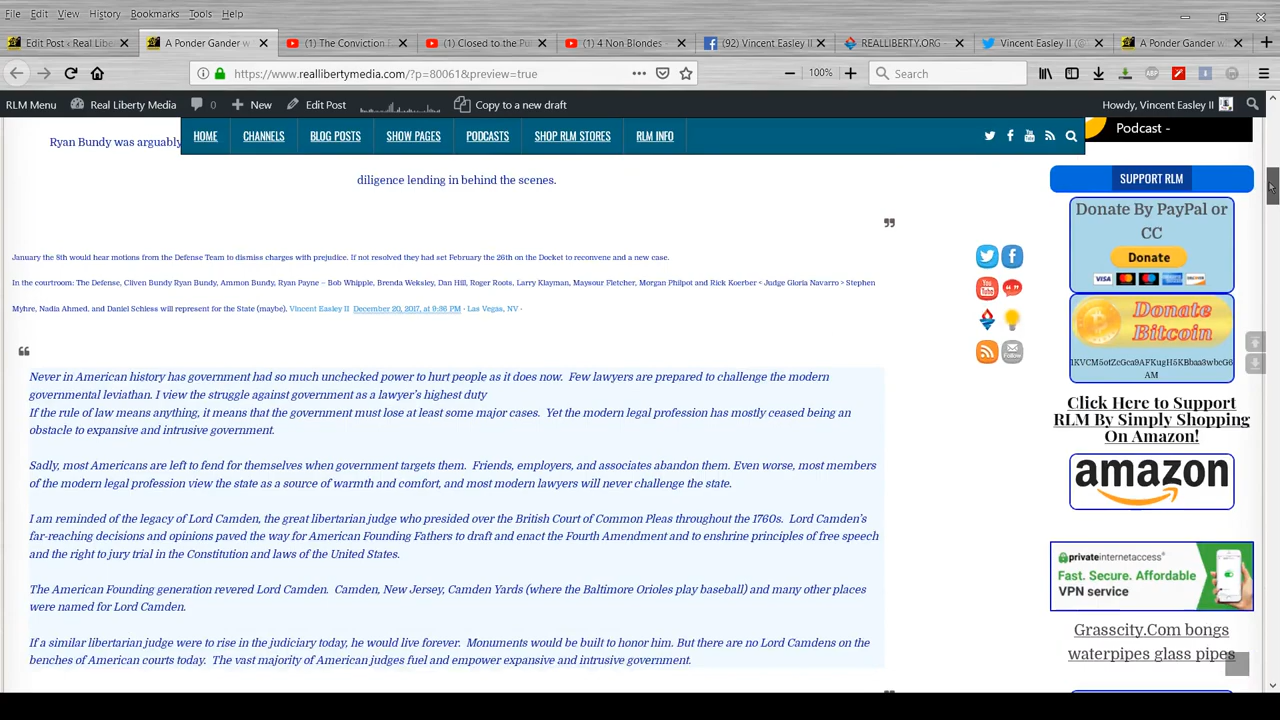 File Edit View History Bookmarks Tools Help
Edit Post ‹ Real Lib
A Ponder Gander w
(1) The Conviction
(1) Closed to the Pu
(1) 4 Non Blondes -
(92) Vincent Easley II
REALLIBERTY.ORG -
Vincent Easley II (@
A Ponder Gander w
https://www.reallibertymedia.com/?p=80061&preview=true
100%
Search
RLM Menu Real Liberty Media New Edit Post Copy to a new draft Howdy, Vincent Easley II
HOME CHANNELS BLOG POSTS SHOW PAGES PODCASTS SHOP RLM STORES RLM INFO
Podcast -
Ryan Bundy was arguably
diligence lending in behind the scenes.
January the 8th would hear motions from the Defense Team to dismiss charges with prejudice. If not resolved they had set February the 26th on the Docket to reconvene and a new case.
In the courtroom: The Defense, Cliven Bundy Ryan Bundy, Ammon Bundy, Ryan Payne – Bob Whipple, Brenda Weksley, Dan Hill, Roger Roots, Larry Klayman, Maysour Fletcher, Morgan Philpot and Rick Koerber < Judge Gloria Navarro > Stephen
Myhre, Nadia Ahmed, and Daniel Schiess will represent for the State (maybe). Vincent Easley II December 20, 2017, at 9:36 PM · Las Vegas, NV ·
Never in American history has government had so much unchecked power to hurt people as it does now. Few lawyers are prepared to challenge the modern
governmental leviathan. I view the struggle against government as a lawyer's highest duty
If the rule of law means anything, it means that the government must lose at least some major cases. Yet the modern legal profession has mostly ceased being an
obstacle to expansive and intrusive government.
Sadly, most Americans are left to fend for themselves when government targets them. Friends, employers, and associates abandon them. Even worse, most members
of the modern legal profession view the state as a source of warmth and comfort, and most modern lawyers will never challenge the state.
I am reminded of the legacy of Lord Camden, the great libertarian judge who presided over the British Court of Common Pleas throughout the 1760s. Lord Camden's
far-reaching decisions and opinions paved the way for American Founding Fathers to draft and enact the Fourth Amendment and to enshrine principles of free speech
and the right to jury trial in the Constitution and laws of the United States.
The American Founding generation revered Lord Camden. Camden, New Jersey, Camden Yards (where the Baltimore Orioles play baseball) and many other places
were named for Lord Camden.
If a similar libertarian judge were to rise in the judiciary today, he would live forever. Monuments would be built to honor him. But there are no Lord Camdens on the
benches of American courts today. The vast majority of American judges fuel and empower expansive and intrusive government.
You Tube
Follow
SUPPORT RLM
Donate By PayPal or
CC
Donate
VISA
Donate
Bitcoin
Click Here to Support
RLM By Simply Shopping
On Amazon!
amazon
privateinternetaccess
Fast. Secure. Affordable
VPN service
Grasscity.Com bongs
waterpipes glass pipes